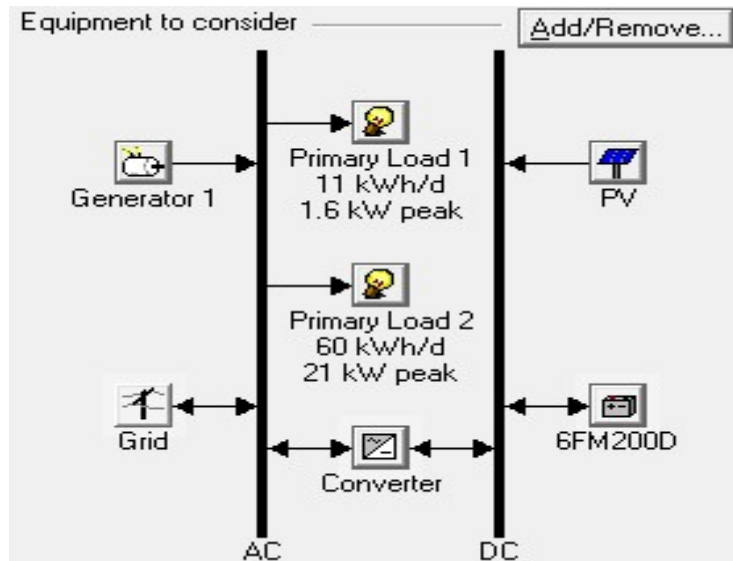 Equipment to consider
Add/Remove...
Primary Load 1
11 kWh/d
1.6 kW peak
Generator 1
PV
Primary Load 2
60 kWh/d
21 kW peak
Grid
6FM200D
Converter
AC
DC